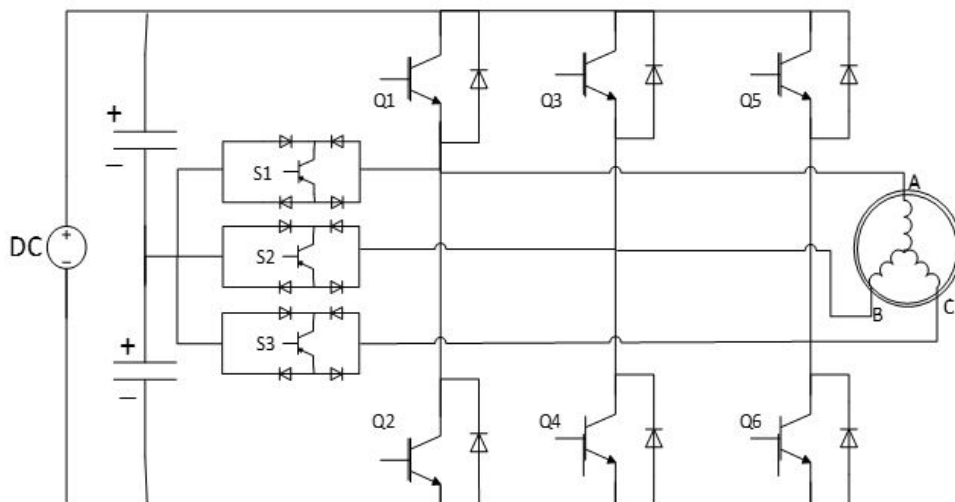 Q1
Q3
Q5
+
−
S1
A
DC
+
−
S2
B
C
S3
+
−
Q2
Q4
Q6